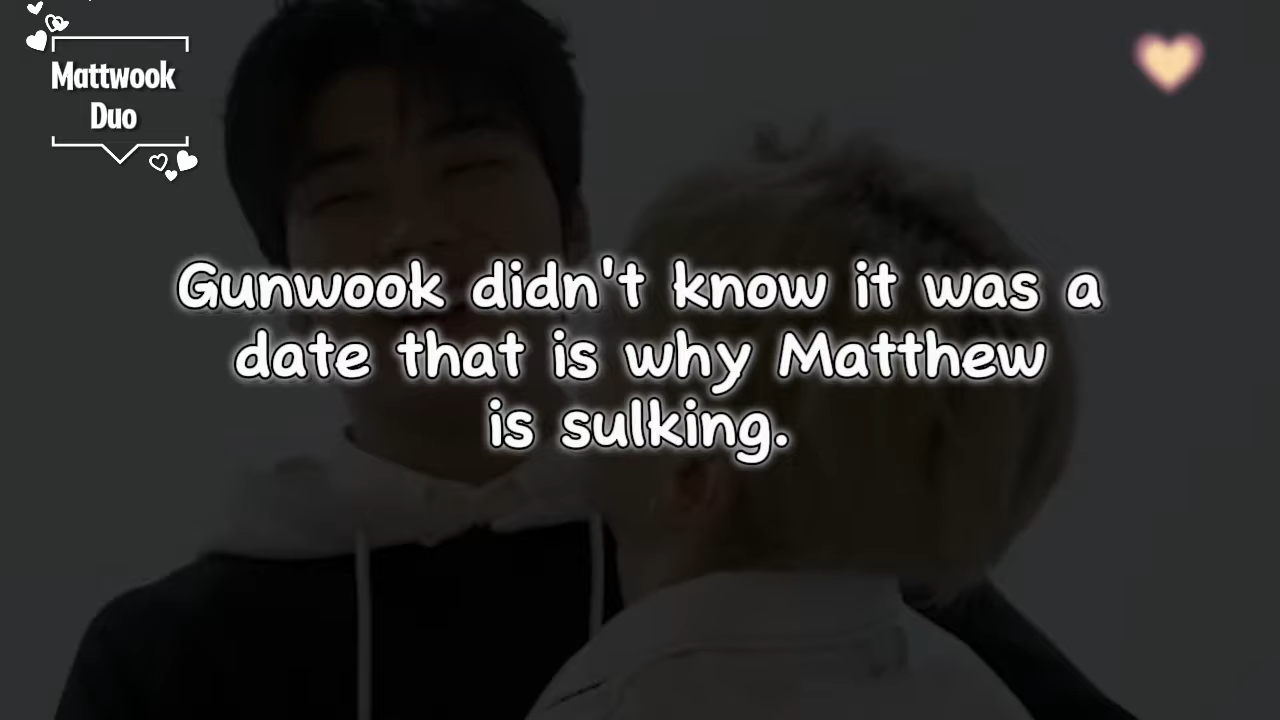 Mattwook
Duo
Gunwook didn't know it was a
date that is why Matthew
is sulking.